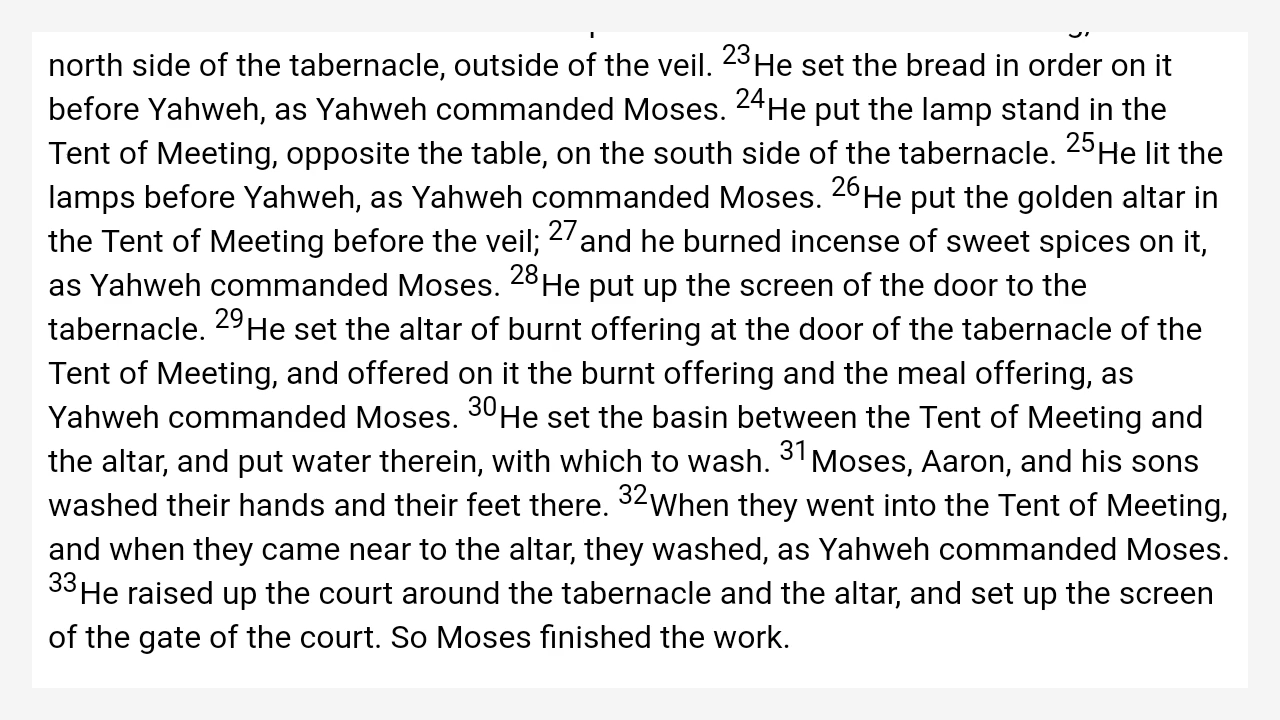 north side of the tabernacle, outside of the veil. 23He set the bread in order on it
before Yahweh, as Yahweh commanded Moses. 24He put the lamp stand in the
Tent of Meeting, opposite the table, on the south side of the tabernacle. 25He lit the
lamps before Yahweh, as Yahweh commanded Moses. 26He put the golden altar in
the Tent of Meeting before the veil; 27and he burned incense of sweet spices on it,
as Yahweh commanded Moses. 28He put up the screen of the door to the
tabernacle. 29He set the altar of burnt offering at the door of the tabernacle of the
Tent of Meeting, and offered on it the burnt offering and the meal offering, as
Yahweh commanded Moses. 30He set the basin between the Tent of Meeting and
the altar, and put water therein, with which to wash. 31Moses, Aaron, and his sons
washed their hands and their feet there. 32When they went into the Tent of Meeting,
and when they came near to the altar, they washed, as Yahweh commanded Moses.
33He raised up the court around the tabernacle and the altar, and set up the screen
of the gate of the court. So Moses finished the work.